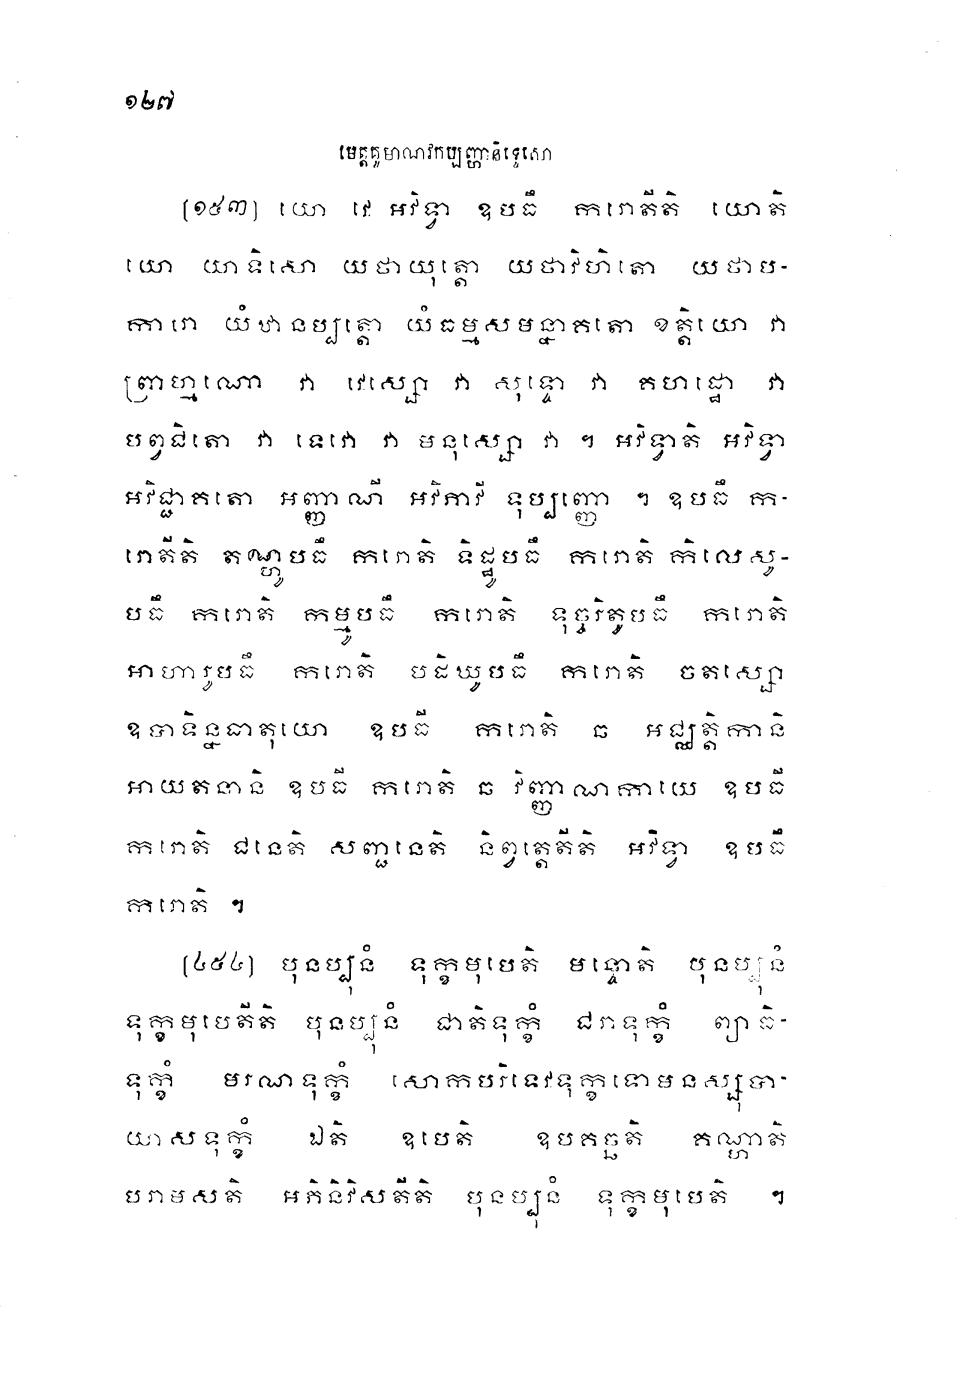 ១២៧
មេត្តគូមាណវកប្បញ្ហានិទ្ទេសោ
(១៥៣) យោ វេ អវិទ្វា ឧបធឹ ករោតីតិ យោតិ
យោ យាទិសោ យថាយុត្តោ យថាវិហិតោ យថាប-
ការោ យំឋានប្បត្តោ យំធម្មសមន្នាគតោ ខត្តិយោ វា
ព្រាហ្មណោ វា វេស្សោ វា សុទ្ទោ វា គហដ្ឋោ វា
បព្វជិតោ វា ទេវោ វា មនុស្សោ វា ។ អវិទ្វាតិ អវិទ្វា
អវិជ្ជាគតោ អញ្ញាណី អវិភាវី ទុប្បញ្ញោ ។ ឧបធឹ ក-
រោតីតិ តណ្ហូបធឹ ករោតិ ទិដ្ឋូបធឹ ករោតិ កិលេសូ-
បធឹ ករោតិ កម្មូបធឹ ករោតិ ទុច្ចរិតូបធឹ ករោតិ
អាហារូបធឹ ករោតិ បដិឃូបធឹ ករោតិ ចតស្សោ
ឧបាទិន្នធាតុយោ ឧបធី ករោតិ ឆ អជ្ឈត្តិកានិ
អាយតនានិ ឧបធី ករោតិ ឆ វិញ្ញាណកាយេ ឧបធី
ករោតិ ជនេតិ សញ្ជនេតិ និព្វត្តេតីតិ អវិទ្វា ឧបធឹ
ករោតិ ។
(៤៥៤) បុនប្បុនំ ទុក្ខមុបេតិ មន្ទោតិ បុនប្បុនំ
ទុក្ខមុបេតីតិ បុនប្បុនំ ជាតិទុក្ខំ ជរាទុក្ខំ ព្យាធិ-
ទុក្ខំ មរណទុក្ខំ សោកបរិទេវទុក្ខទោមនស្សុបា-
យាសទុក្ខំ ឯតិ ឧបេតិ ឧបគច្ឆតិ គណ្ហាតិ
បរាមសតិ អភិនិវិសតីតិ បុនប្បុនំ ទុក្ខមុបេតិ ។